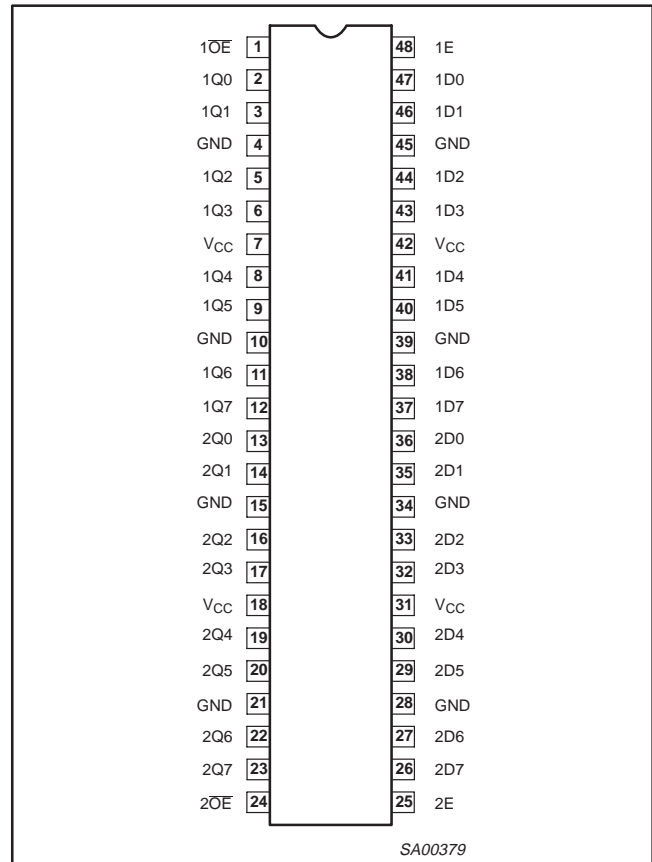 1O̅E̅ 1 48 1E
1Q0 2 47 1D0
1Q1 3 46 1D1
GND 4 45 GND
1Q2 5 44 1D2
1Q3 6 43 1D3
VCC 7 42 VCC
1Q4 8 41 1D4
1Q5 9 40 1D5
GND 10 39 GND
1Q6 11 38 1D6
1Q7 12 37 1D7
2Q0 13 36 2D0
2Q1 14 35 2D1
GND 15 34 GND
2Q2 16 33 2D2
2Q3 17 32 2D3
VCC 18 31 VCC
2Q4 19 30 2D4
2Q5 20 29 2D5
GND 21 28 GND
2Q6 22 27 2D6
2Q7 23 26 2D7
2O̅E̅ 24 25 2E
SA00379